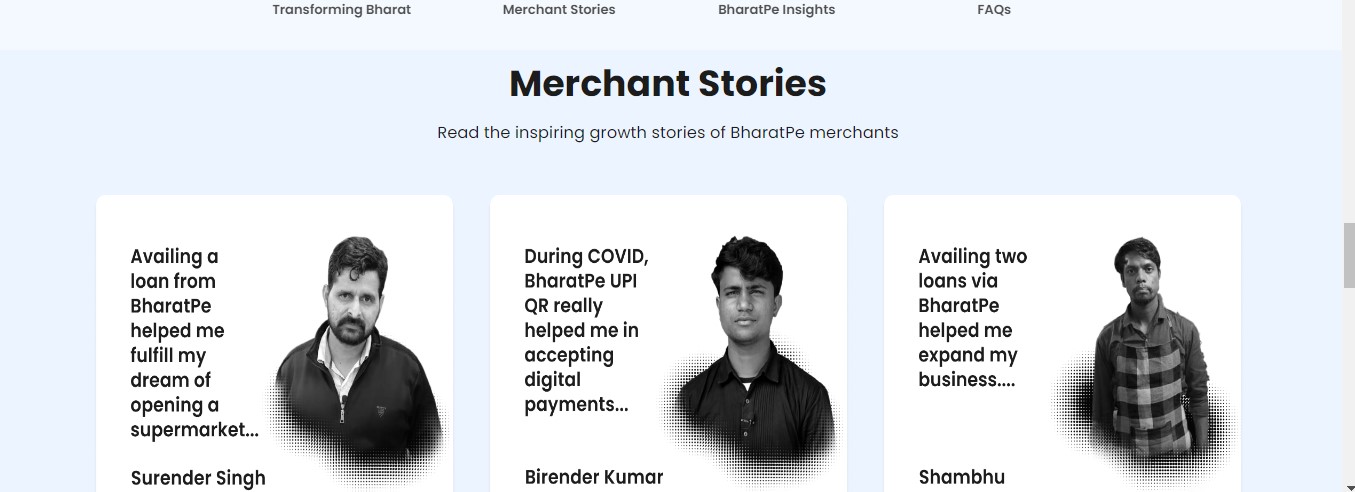 Transforming Bharat
Merchant Stories
BharatPe Insights
FAQs
Merchant Stories
Read the inspiring growth stories of BharatPe merchants
Availing a
loan from
BharatPe
helped me
fulfill my
dream of
opening a
supermarket...
Surender Singh
During COVID,
BharatPe UPI
QR really
helped me in
accepting
digital
payments...
Birender Kumar
Availing two
loans via
BharatPe
helped me
expand my
business....
Shambhu